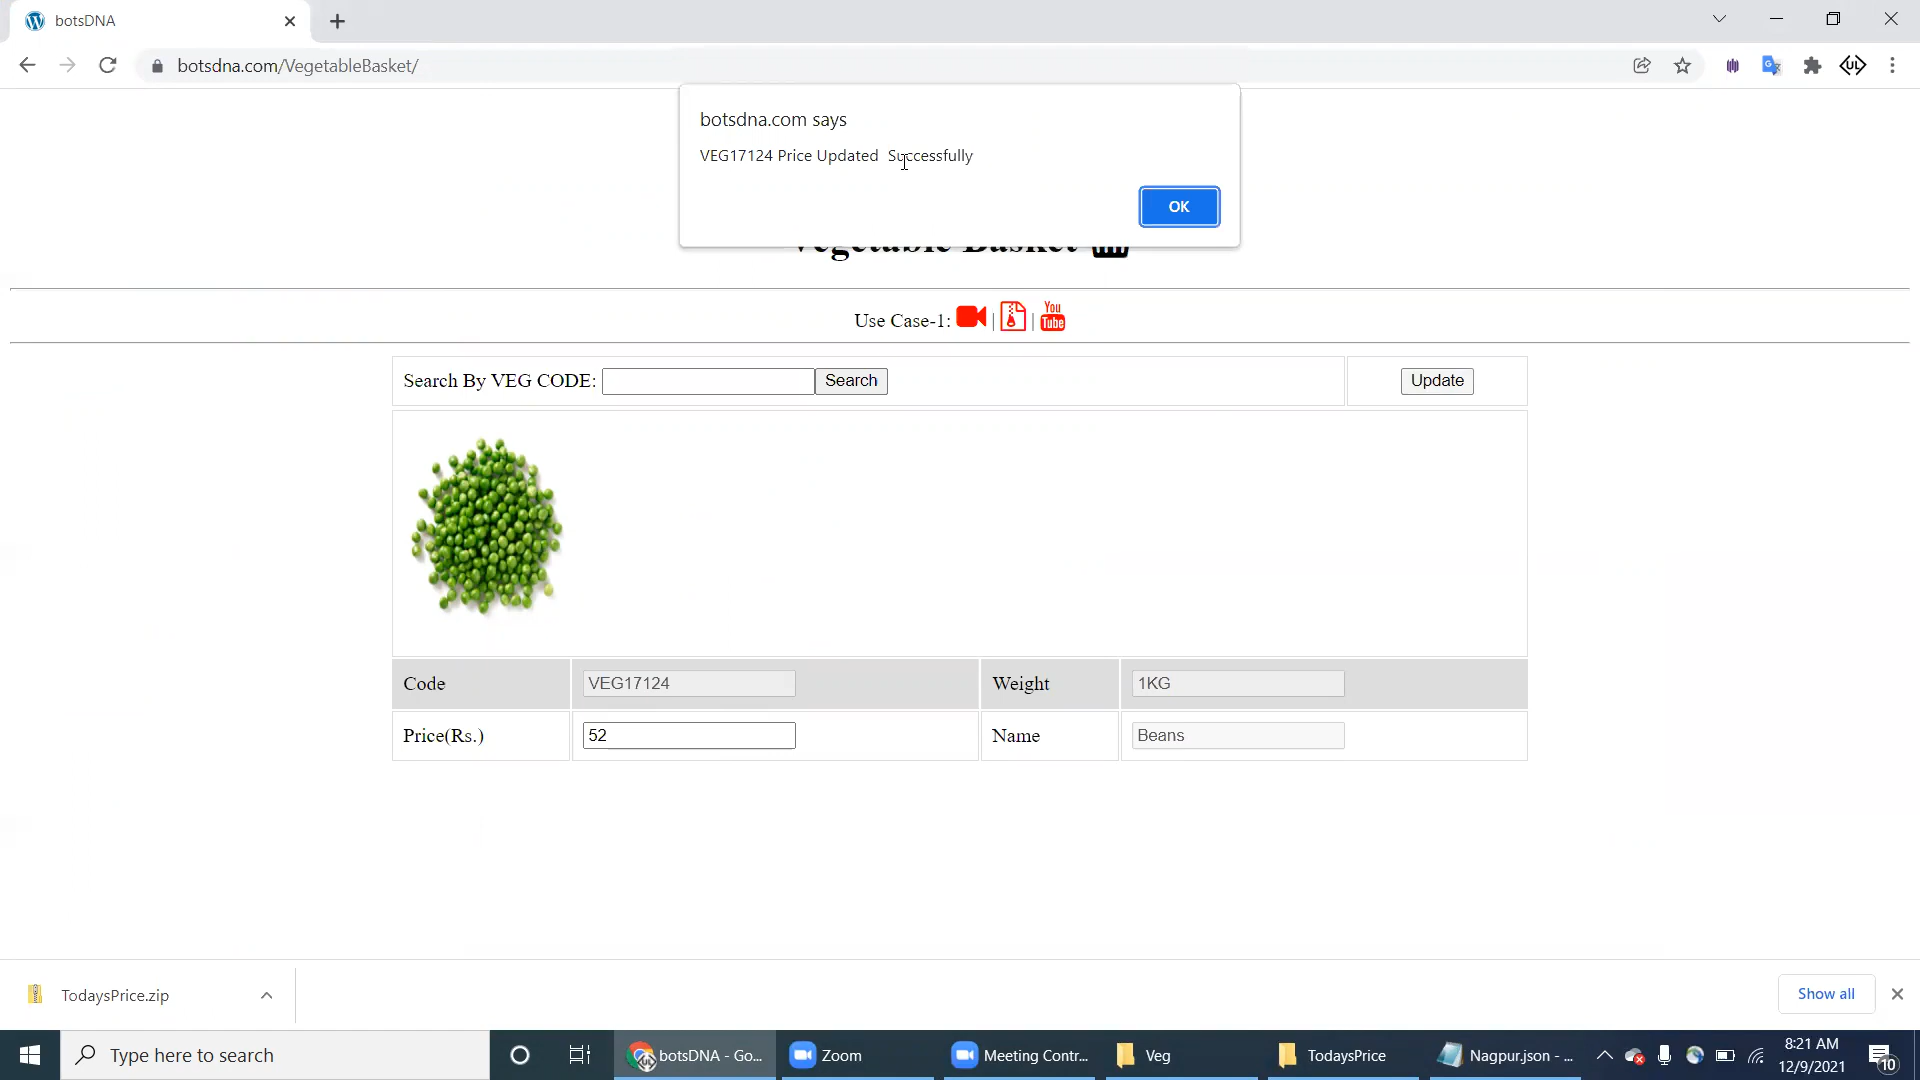 botsDNA
botsdna.com/VegetableBasket/
botsdna.com says
VEG17124 Price Updated  Successfully
OK
Vegetable Basket
Use Case-1: | | You Tube
Search By VEG CODE: Search Update
Code VEG17124 Weight 1KG
Price(Rs.) 52 Name Beans
TodaysPrice.zip Show all
Type here to search botsDNA - Go... Zoom Meeting Contr... Veg TodaysPrice Nagpur.json - ... 8:21 AM
12/9/2021 10